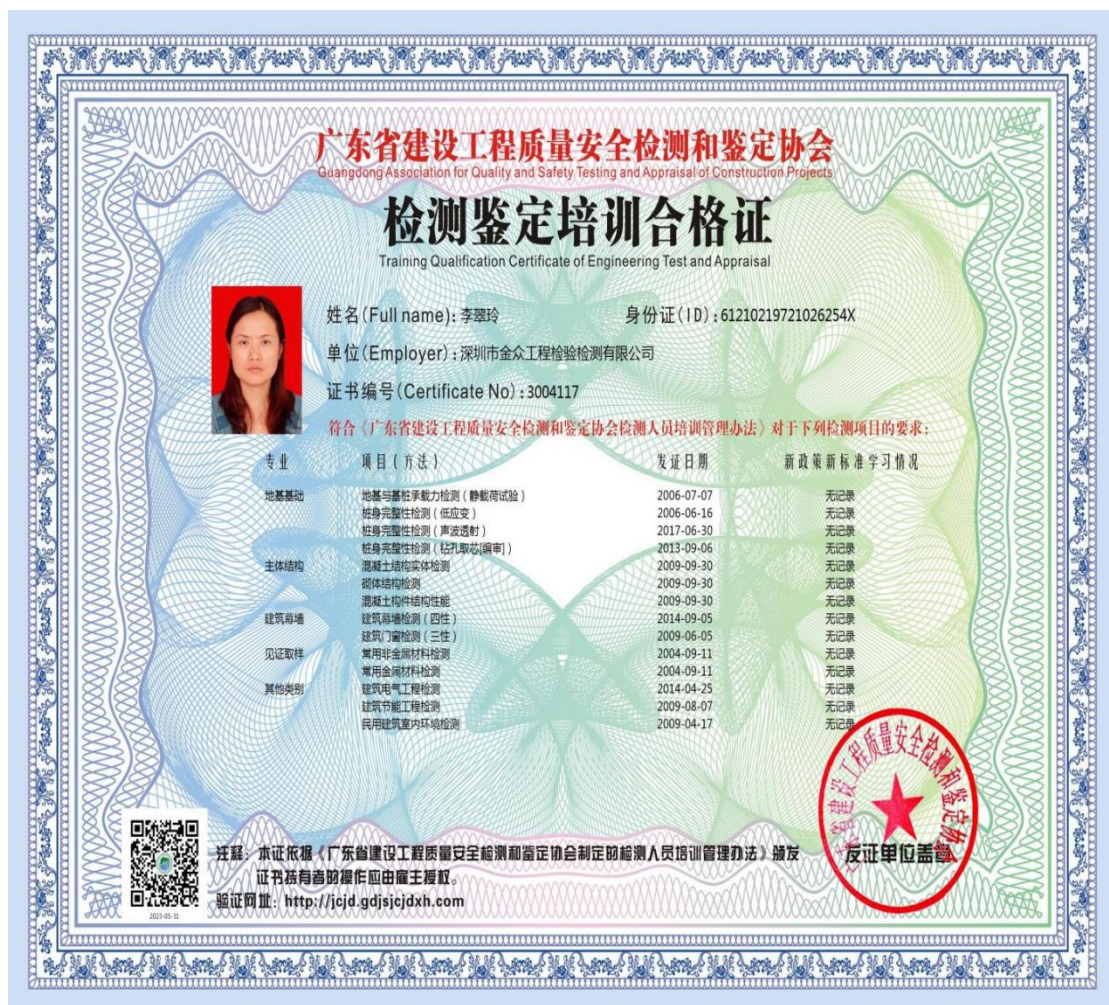 广东省建设工程质量安全检测和鉴定协会
Guangdong Association for Quality and Safety Testing and Appraisal of Construction Projects
检测鉴定培训合格证
Training Qualification Certificate of Engineering Test and Appraisal
姓名(Full name): 李翠玲 身份证(ID): 61210219721026254X
单位(Employer): 深圳市金众工程检验检测有限公司
证书编号(Certificate No): 3004117
符合《广东省建设工程质量安全检测和鉴定协会检测人员培训管理办法》对于下列检测项目的要求:
专业 项目(方法) 发证日期 新政策新标准学习情况
地基基础 地基与基桩承载力检测(静载荷试验) 2006-07-07 无记录
桩身完整性检测(低应变) 2006-06-16 无记录
桩身完整性检测(声波透射) 2017-06-30 无记录
桩身完整性检测(钻孔取芯[编审]) 2013-09-06 无记录
主体结构 混凝土结构实体检测 2009-09-30 无记录
砌体结构检测 2009-09-30 无记录
混凝土构件结构性能 2009-09-30 无记录
建筑幕墙 建筑幕墙检测(四性) 2014-09-05 无记录
建筑门窗检测(三性) 2009-06-05 无记录
见证取样 常用非金属材料检测 2004-09-11 无记录
常用金属材料检测 2004-09-11 无记录
其他类别 建筑电气工程检测 2014-04-25 无记录
建筑节能工程检测 2009-08-07 无记录
民用建筑室内环境检测 2009-04-17 无记录
广东省建设工程质量安全检测和鉴定协会
注释: 本证依据《广东省建设工程质量安全检测和鉴定协会制定的检测人员培训管理办法》颁发
证书持有者的操作应由雇主授权。
发证单位盖章
验证网址: http://jcjd.gdjsjcjdxh.com
2023-05-31